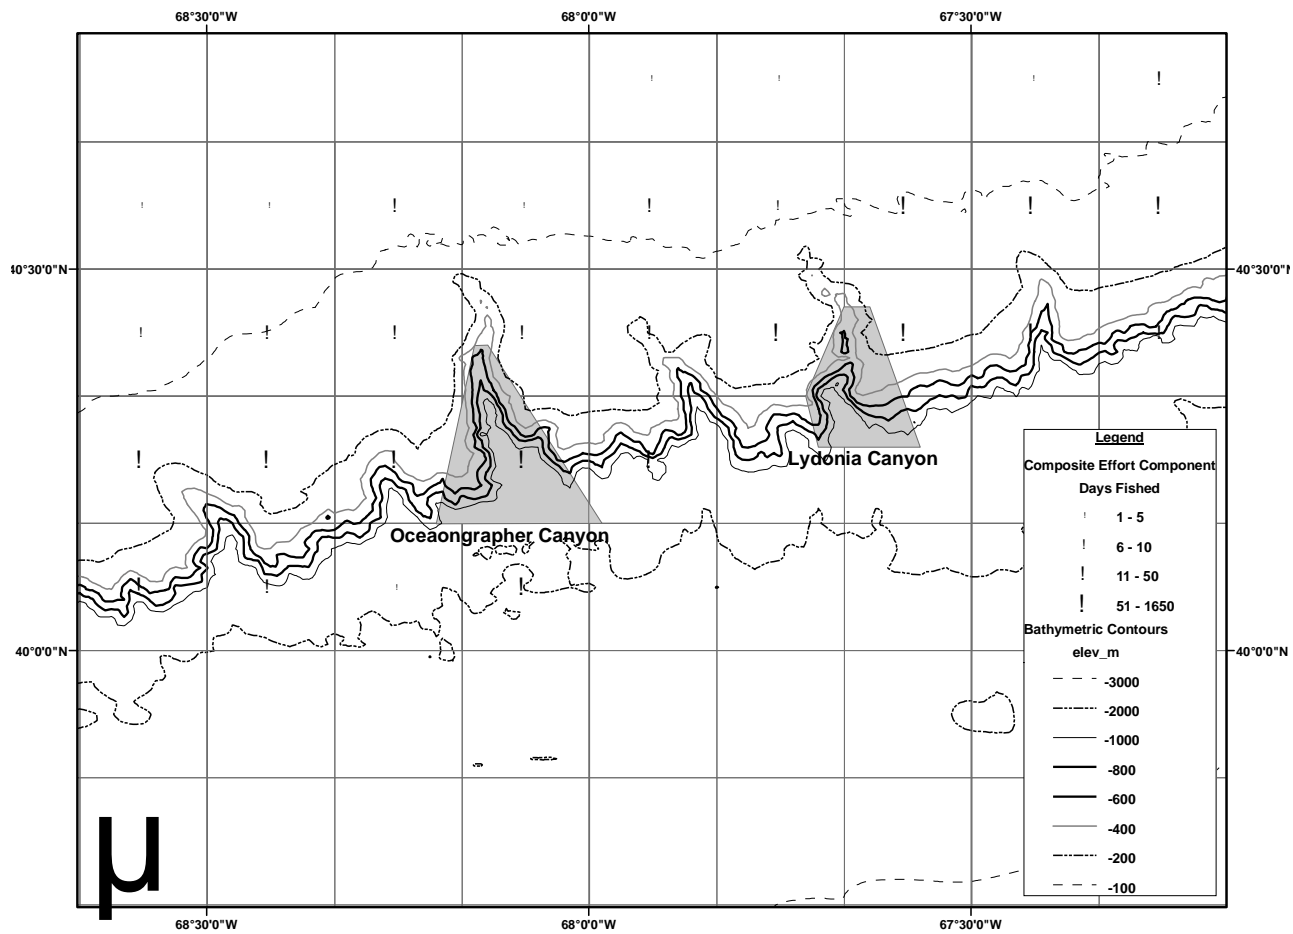 68°30'0"W 68°0'0"W 67°30'0"W
40°30'0"N 40°30'0"N
Lydonia Canyon
Oceaongrapher Canyon
40°0'0"N 40°0'0"N
Legend
Composite Effort Component
Days Fished
! 1 - 5
! 6 - 10
! 11 - 50
! 51 - 1650
Bathymetric Contours
elev_m
-3000
-2000
-1000
-800
-600
-400
-200
-100
µ
68°30'0"W 68°0'0"W 67°30'0"W